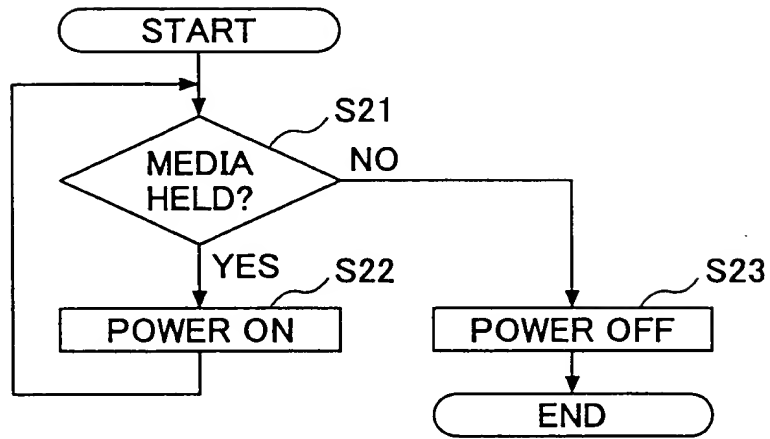 START
S21
MEDIA
HELD?
NO
YES
S22
POWER ON
S23
POWER OFF
END